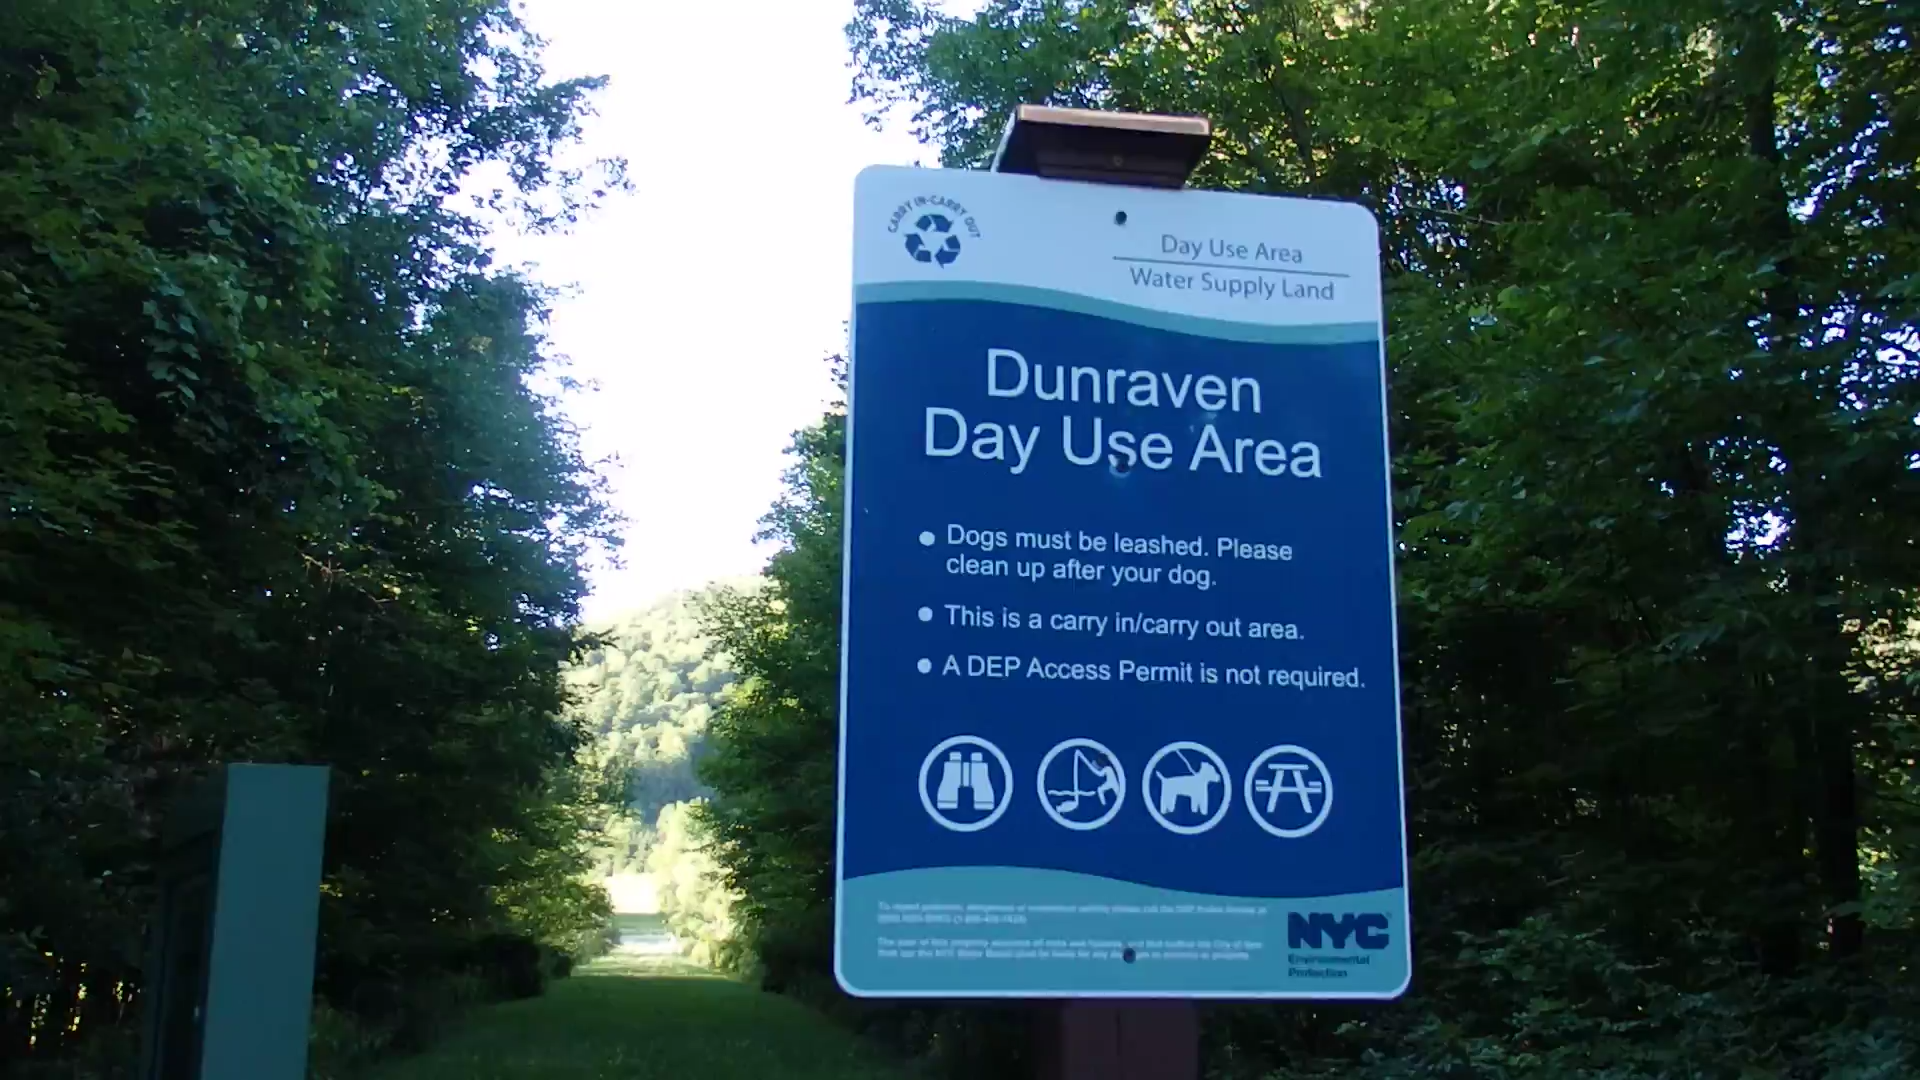 CARRY IN-CARRY OUT
Day Use Area
Water Supply Land
Dunraven
Day Use Area
● Dogs must be leashed. Please
clean up after your dog.
● This is a carry in/carry out area.
● A DEP Access Permit is not required.
NYC
Environmental
Protection